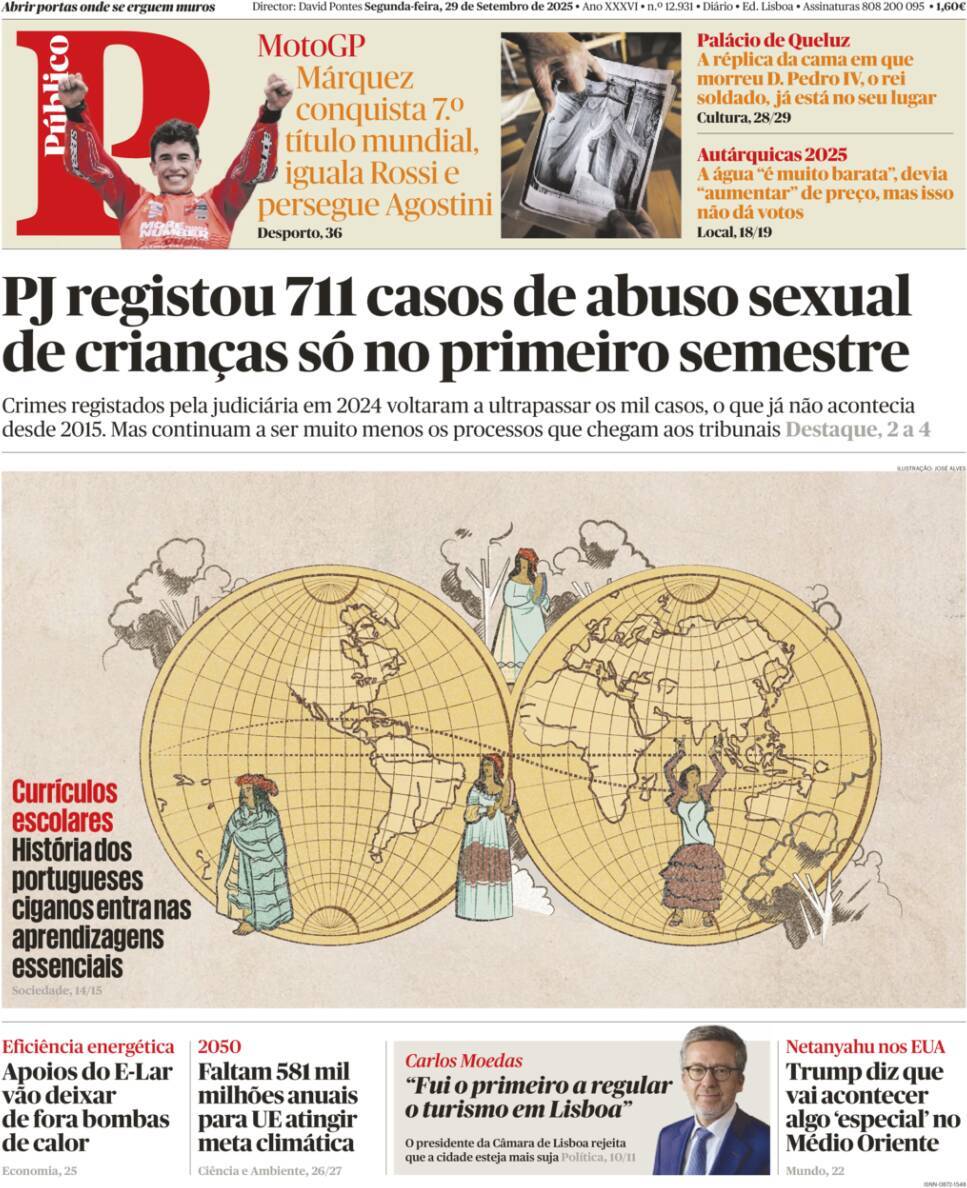 Abrir portas onde se erguem muros
Director: David Pontes Segunda-feira, 29 de Setembro de 2025 • Ano XXXVI • n.º 12.931 • Diário • Ed. Lisboa • Assinaturas 808 200 095 • 1,60€
Público
P
MotoGP
Márquez
conquista 7.º
título mundial,
iguala Rossi e
persegue Agostini
Desporto, 36
MORE
NUMBER
Palácio de Queluz
A réplica da cama em que
morreu D. Pedro IV, o rei
soldado, já está no seu lugar
Cultura, 28/29
Autárquicas 2025
A água “é muito barata”, devia
“aumentar” de preço, mas isso
não dá votos
Local, 18/19
PJ registou 711 casos de abuso sexual
de crianças só no primeiro semestre
Crimes registados pela judiciária em 2024 voltaram a ultrapassar os mil casos, o que já não acontecia
desde 2015. Mas continuam a ser muito menos os processos que chegam aos tribunais Destaque, 2 a 4
ILUSTRAÇÃO: JOSÉ ALVES
Currículos
escolares
História dos
portugueses
ciganos entra nas
aprendizagens
essenciais
Sociedade, 14/15
Eficiência energética
Apoios do E-Lar
vão deixar
de fora bombas
de calor
Economia, 25
2050
Faltam 581 mil
milhões anuais
para UE atingir
meta climática
Ciência e Ambiente, 26/27
Carlos Moedas
“Fui o primeiro a regular
o turismo em Lisboa”
O presidente da Câmara de Lisboa rejeita
que a cidade esteja mais suja Política, 10/11
Netanyahu nos EUA
Trump diz que
vai acontecer
algo ‘especial’ no
Médio Oriente
Mundo, 22
ISNN-0872-1548